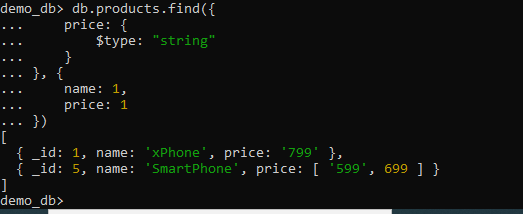 demo_db> db.products.find({
...     price: {
...         $type: "string"
...     }
... }, {
...     name: 1,
...     price: 1
... })
[
  { _id: 1, name: 'xPhone', price: '799' },
  { _id: 5, name: 'SmartPhone', price: [ '599', 699 ] }
]
demo_db>